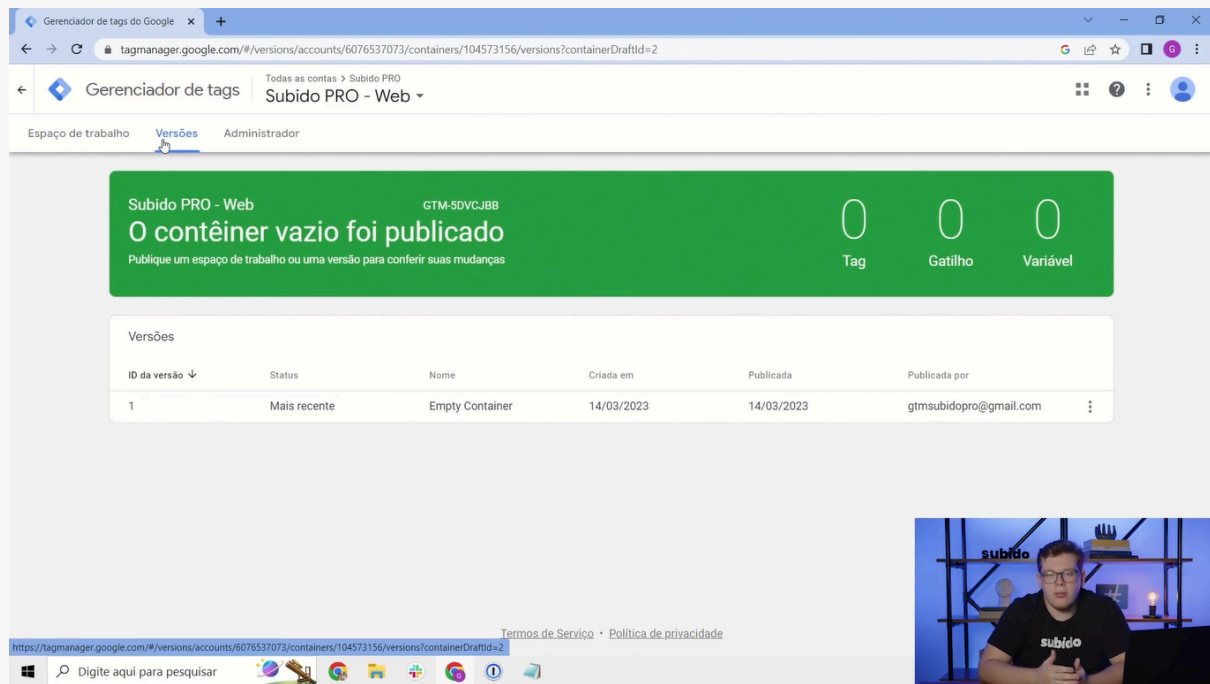 Gerenciador de tags do Google
tagmanager.google.com/#/versions/accounts/6076537073/containers/104573156/versions?containerDraftId=2
G
Todas as contas > Subido PRO
Gerenciador de tags
Subido PRO - Web
Espaço de trabalho Versões Administrador
Subido PRO - Web GTM-5DVCJBB
O contêiner vazio foi publicado
Publique um espaço de trabalho ou uma versão para conferir suas mudanças
0 0 0
Tag Gatilho Variável
Versões
ID da versão Status Nome Criada em Publicada Publicada por
1 Mais recente Empty Container 14/03/2023 14/03/2023 gtmsubidopro@gmail.com
subido
subido
Termos de Serviço • Política de privacidade
https://tagmanager.google.com/#/versions/accounts/6076537073/containers/104573156/versions?containerDraftId=2
Digite aqui para pesquisar